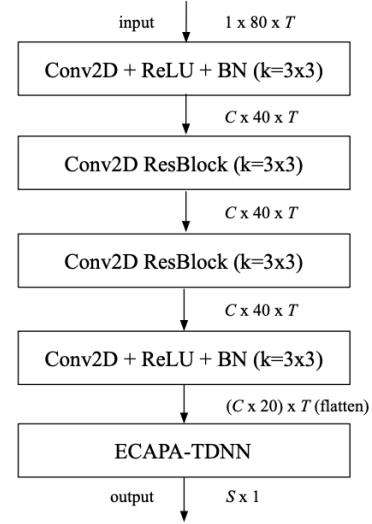 input 1 x 80 x T
Conv2D + ReLU + BN (k=3x3)
C x 40 x T
Conv2D ResBlock (k=3x3)
C x 40 x T
Conv2D ResBlock (k=3x3)
C x 40 x T
Conv2D + ReLU + BN (k=3x3)
(C x 20) x T (flatten)
ECAPA-TDNN
output S x 1